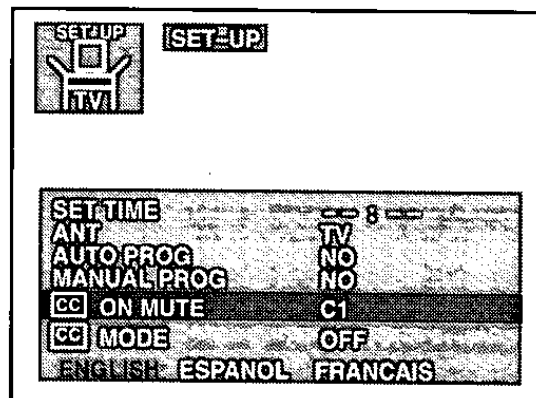 SET-UP
TV
SET-UP
SET TIME -- 8 --
ANT TV
AUTO PROG NO
MANUAL PROG NO
CC ON MUTE C1
CC MODE OFF
ENGLISH ESPANOL FRANCAIS